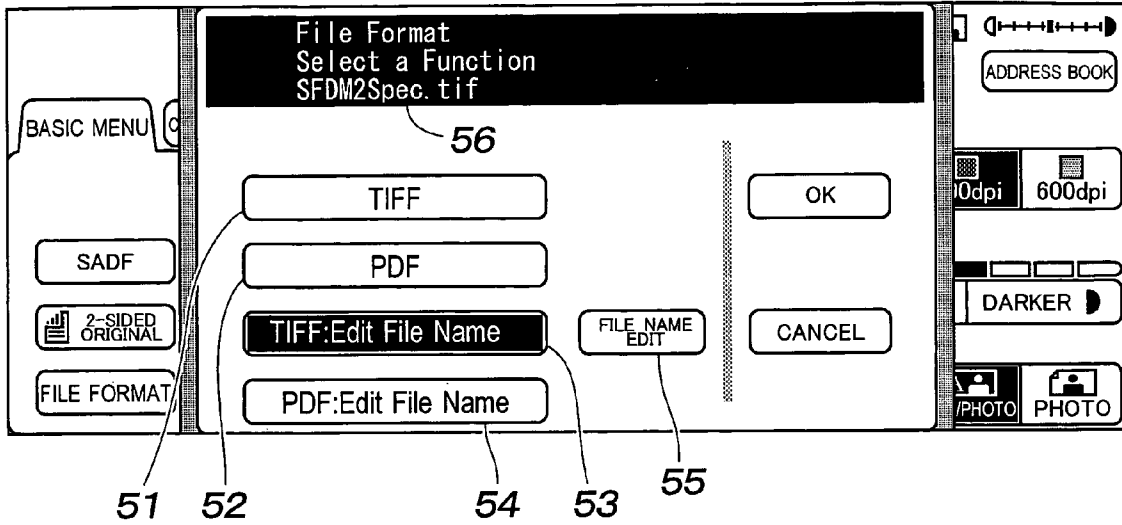 File Format
Select a Function
SFDM2Spec.tif
56
BASIC MENU
ADDRESS BOOK
TIFF
OK
00dpi
600dpi
SADF
PDF
2-SIDED
ORIGINAL
TIFF:Edit File Name
FILE NAME
EDIT
CANCEL
DARKER
FILE FORMAT
PDF:Edit File Name
/PHOTO
PHOTO
51
52
54
53
55